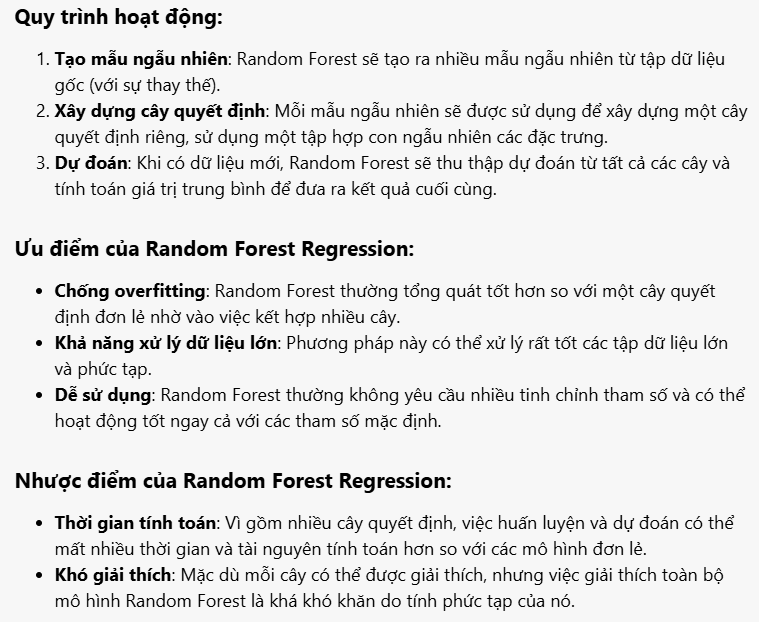 Quy trình hoạt động:
1. Tạo mẫu ngẫu nhiên: Random Forest sẽ tạo ra nhiều mẫu ngẫu nhiên từ tập dữ liệu
gốc (với sự thay thế).
2. Xây dựng cây quyết định: Mỗi mẫu ngẫu nhiên sẽ được sử dụng để xây dựng một cây
quyết định riêng, sử dụng một tập hợp con ngẫu nhiên các đặc trưng.
3. Dự đoán: Khi có dữ liệu mới, Random Forest sẽ thu thập dự đoán từ tất cả các cây và
tính toán giá trị trung bình để đưa ra kết quả cuối cùng.
Ưu điểm của Random Forest Regression:
• Chống overfitting: Random Forest thường tổng quát tốt hơn so với một cây quyết
định đơn lẻ nhờ vào việc kết hợp nhiều cây.
• Khả năng xử lý dữ liệu lớn: Phương pháp này có thể xử lý rất tốt các tập dữ liệu lớn
và phức tạp.
• Dễ sử dụng: Random Forest thường không yêu cầu nhiều tinh chỉnh tham số và có thể
hoạt động tốt ngay cả với các tham số mặc định.
Nhược điểm của Random Forest Regression:
• Thời gian tính toán: Vì gồm nhiều cây quyết định, việc huấn luyện và dự đoán có thể
mất nhiều thời gian và tài nguyên tính toán hơn so với các mô hình đơn lẻ.
• Khó giải thích: Mặc dù mỗi cây có thể được giải thích, nhưng việc giải thích toàn bộ
mô hình Random Forest là khá khó khăn do tính phức tạp của nó.